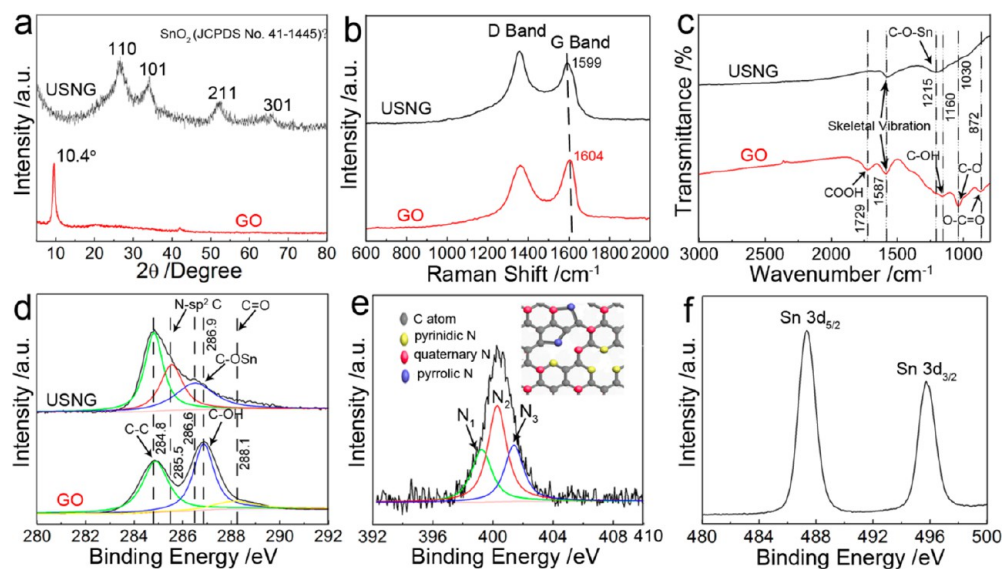 a
SnO2 (JCPDS No. 41-1445)
110
101
211
301
USNG
10.4°
GO
Intensity /a.u.
10 20 30 40 50 60 70 80
2θ /Degree
b
D Band
G Band
1599
USNG
1604
GO
Intensity /a.u.
600 800 1000 1200 1400 1600 1800 2000
Raman Shift /cm-1
c
C-O-Sn
USNG
1215
1160
1030
872
Skeletal Vibration
GO
C-OH
C-O
COOH
1587
1729
O-C=O
Transmittance /%
3000 2500 2000 1500 1000
Wavenumber /cm-1
d
N-sp2 C
C=O
286.9
C-OSn
USNG
C-OH
C-C
284.8
285.5
286.6
288.1
GO
Intensity /a.u.
280 282 284 286 288 290 292
Binding Energy /eV
e
C atom
pyrinidic N
quaternary N
pyrrolic N
N1
N2
N3
Intensity /a.u.
392 394 396 398 400 402 404 406 408 410
Binding Energy /eV
f
Sn 3d5/2
Sn 3d3/2
Intensity /a.u.
480 484 488 492 496 500
Binding Energy /eV